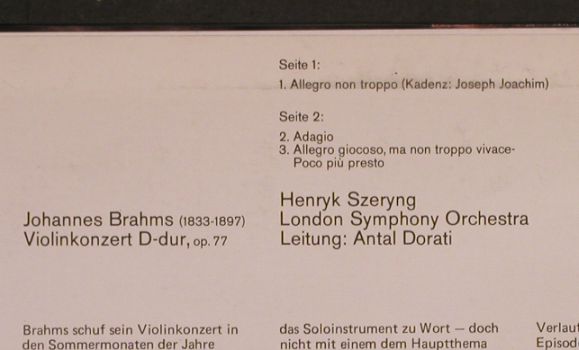 Seite 1:
1. Allegro non troppo (Kadenz: Joseph Joachim)
Seite 2:
2. Adagio
3. Allegro giocoso, ma non troppo vivace-
Poco più presto
Johannes Brahms (1833-1897)
Violinkonzert D-dur, op. 77
Henryk Szeryng
London Symphony Orchestra
Leitung: Antal Dorati
Brahms schuf sein Violinkonzert in
den Sommermonaten der Jahre
das Soloinstrument zu Wort — doch
nicht mit einem dem Hauptthema
Verlauf
Episod